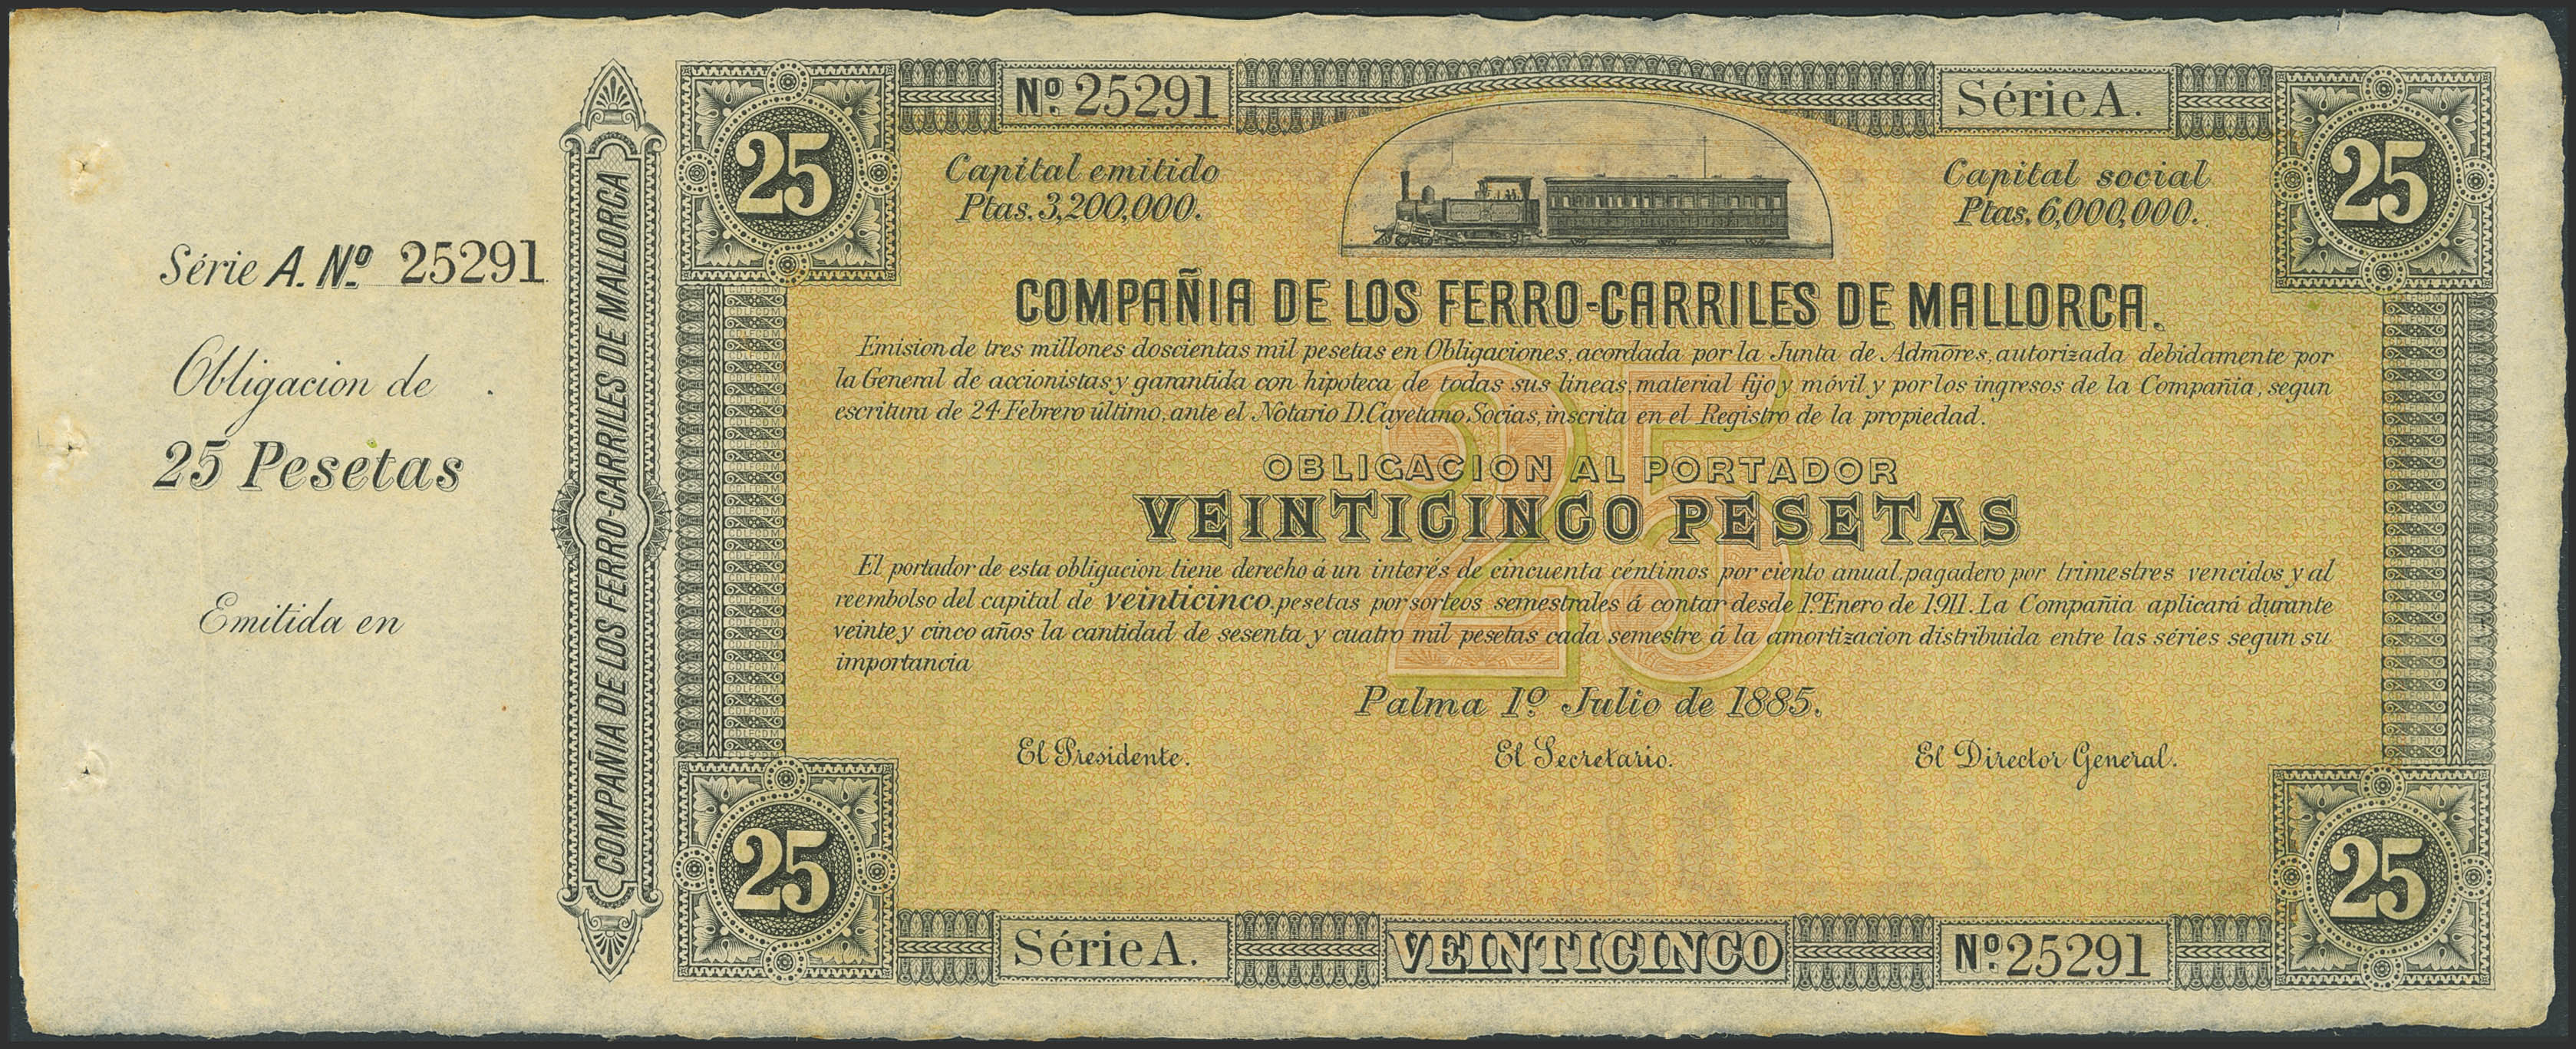 Série A. Nº 25291
Obligacion de
25 Pesetas
Emitida en
COMPAÑIA DE LOS FERRO-CARRILES DE MALLORCA
25
Nº 25291
Série A.
25
Capital emitido
Ptas. 3,200,000.
Capital social
Ptas. 6,000,000.
COMPAÑIA DE LOS FERRO-CARRILES DE MALLORCA.
Emision de tres millones doscientas mil pesetas en Obligaciones, acordada por la Junta de Admōres, autorizada debidamente por
la General de accionistas y garantida con hipoteca de todas sus lineas, material fijo y móvil y por los ingresos de la Compañia, segun
escritura de 24 Febrero último, ante el Notario D. Cayetano Socias, inscrita en el Registro de la propiedad.
25
OBLIGACION AL PORTADOR
VEINTICINCO PESETAS
El portador de esta obligacion tiene derecho á un interés de cincuenta céntimos por ciento anual, pagadero por trimestres vencidos y al
reembolso del capital de veinticinco pesetas por sorteos semestrales á contar desde 1º Enero de 1911. La Compañia aplicará durante
veinte y cinco años la cantidad de sesenta y cuatro mil pesetas cada semestre á la amortizacion distribuida entre las séries segun su
importancia
Palma 1º Julio de 1885.
El Presidente.
El Secretario.
El Director General.
25
Série A.
VEINTICINCO
Nº 25291
25